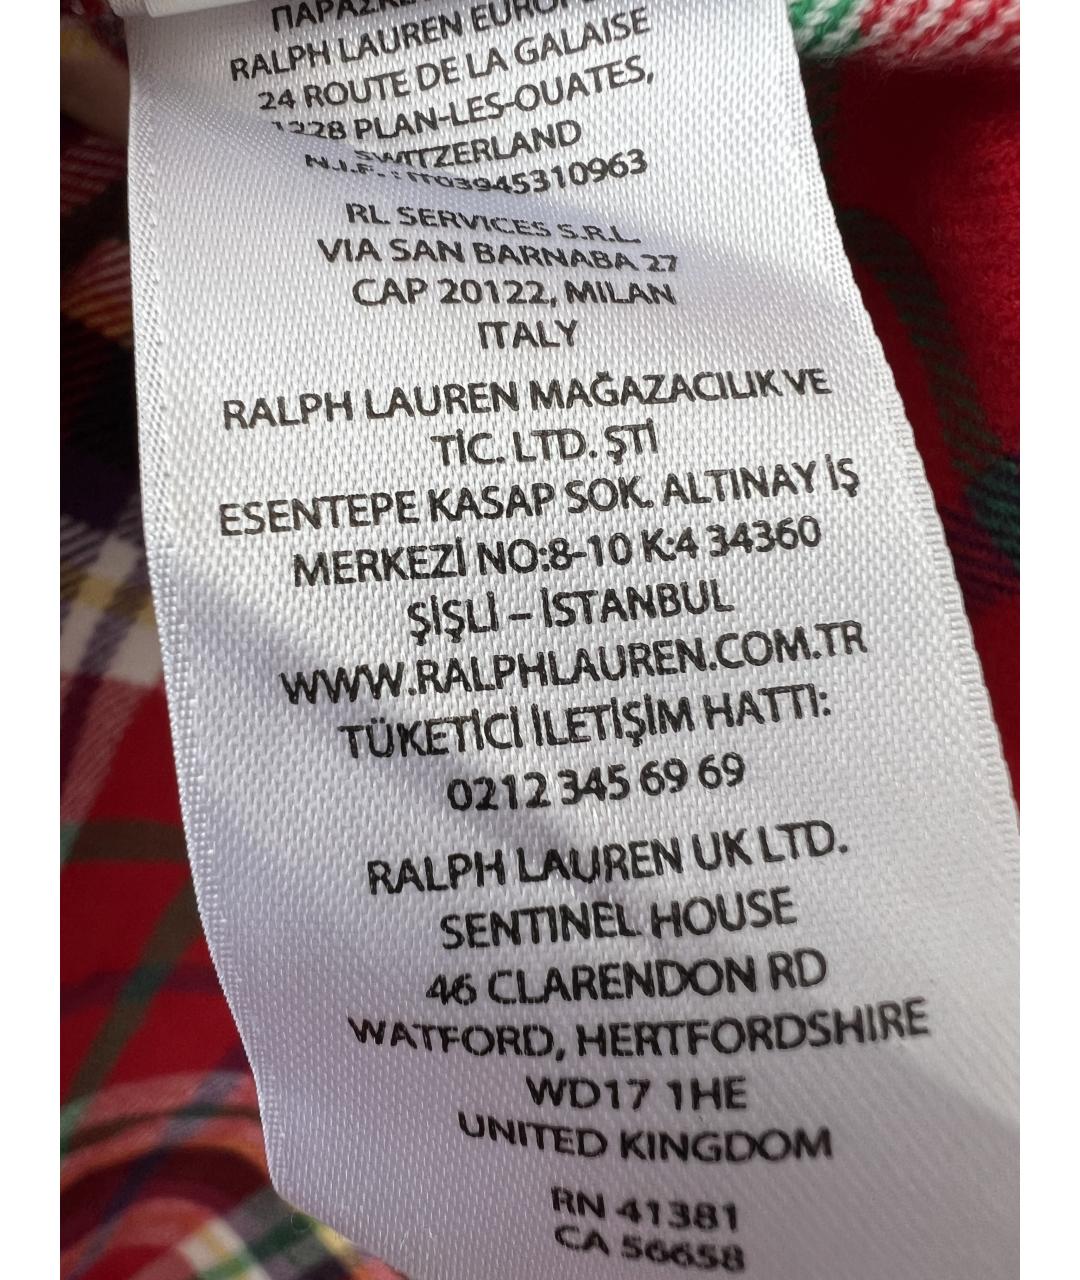 RALPH LAUREN
24 ROUTE DE LA GALAISE
1228 PLAN-LES-OUATES,
SWITZERLAND
N.I.F. : IT03945310963
RL SERVICES S.R.L.
VIA SAN BARNABA 27
CAP 20122, MILAN
ITALY
RALPH LAUREN MAĞAZACILIK VE
TİC. LTD. ŞTİ
ESENTEPE KASAP SOK. ALTINAY İŞ
MERKEZİ NO:8-10 K:4 34360
ŞİŞLİ – İSTANBUL
WWW.RALPHLAUREN.COM.TR
TÜKETİCİ İLETİŞİM HATTI:
0212 345 69 69
RALPH LAUREN UK LTD.
SENTINEL HOUSE
46 CLARENDON RD
WATFORD, HERTFORDSHIRE
WD17 1HE
UNITED KINGDOM
RN 41381
CA 56658